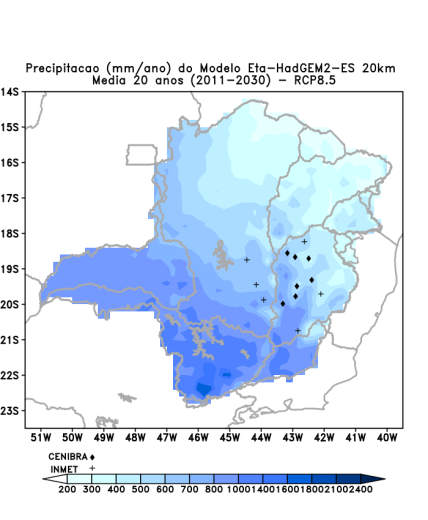 Precipitacao (mm/ano) do Modelo Eta-HadGEM2-ES 20km
Media 20 anos (2011-2030) - RCP8.5
14S
15S
16S
17S
18S
19S
20S
21S
22S
23S
51W 50W 49W 48W 47W 46W 45W 44W 43W 42W 41W 40W
CENIBRA ♦
INMET +
200 300 400 500 600 700 800 1000 1400 1600 1800 2100 2400